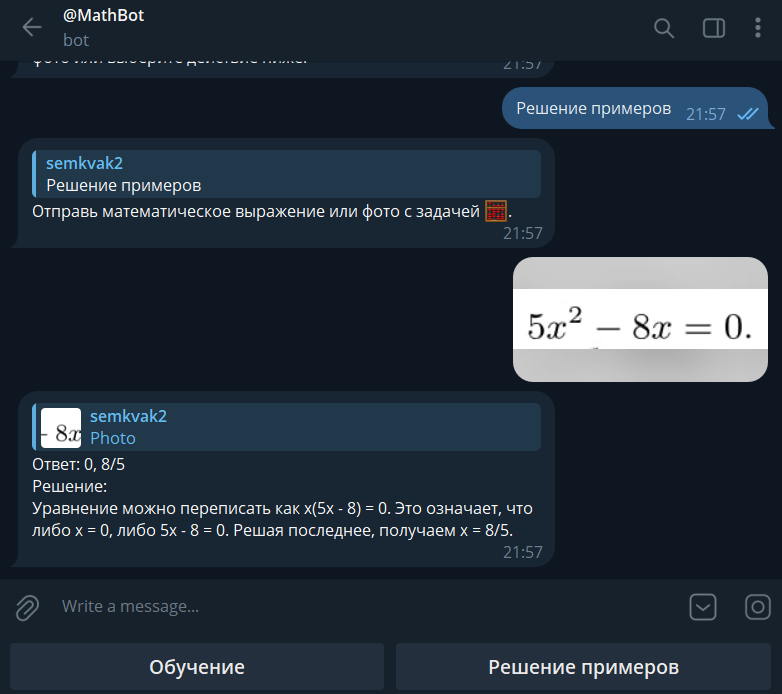 @MathBot
bot
21:57
Решение примеров 21:57
semkvak2
Решение примеров
Отправь математическое выражение или фото с задачей .
21:57
5x² − 8x = 0.
semkvak2
- 8x
Photo
Ответ: 0, 8/5
Решение:
Уравнение можно переписать как x(5x - 8) = 0. Это означает, что
либо x = 0, либо 5x - 8 = 0. Решая последнее, получаем x = 8/5.
21:57
Write a message...
Обучение
Решение примеров